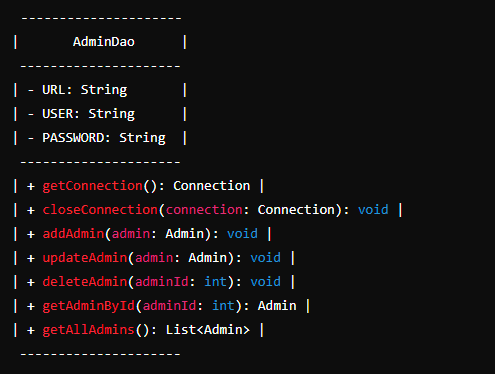 ---------------------
|       AdminDao      |
---------------------
| - URL: String       |
| - USER: String      |
| - PASSWORD: String  |
---------------------
| + getConnection(): Connection |
| + closeConnection(connection: Connection): void |
| + addAdmin(admin: Admin): void |
| + updateAdmin(admin: Admin): void |
| + deleteAdmin(adminId: int): void |
| + getAdminById(adminId: int): Admin |
| + getAllAdmins(): List<Admin> |
---------------------